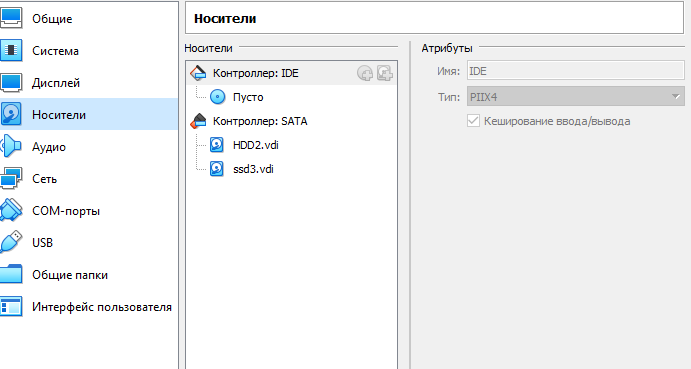 Общие
Система
Дисплей
Носители
Аудио
Сеть
COM-порты
USB
Общие папки
Интерфейс пользователя
Носители
Носители
Контроллер: IDE
Пусто
Контроллер: SATA
HDD2.vdi
ssd3.vdi
Атрибуты
Имя: IDE
Тип: PIIX4
Кеширование ввода/вывода